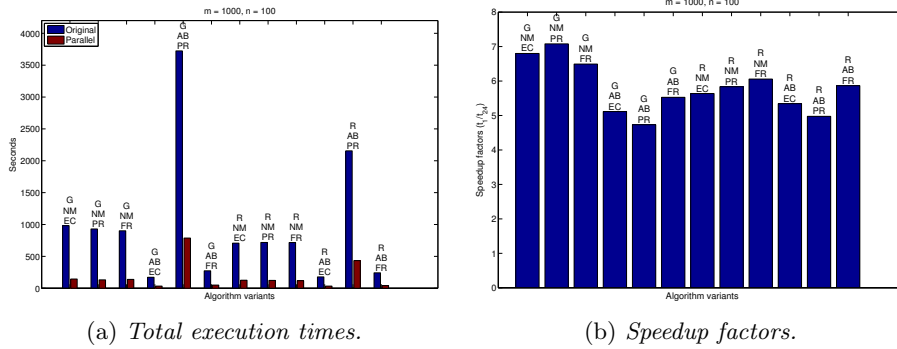 m = 1000, n = 100
Original
Parallel
Seconds
4000
3500
3000
2500
2000
1500
1000
500
0
G
NM
EC
G
NM
PR
G
NM
FR
G
AB
EC
G
AB
PR
G
AB
FR
R
NM
EC
R
NM
PR
R
NM
FR
R
AB
EC
R
AB
PR
R
AB
FR
Algorithm variants
(a) Total execution times.
m = 1000, n = 100
Speedup factors (t1/t24)
8
7
6
5
4
3
2
1
0
G
NM
EC
G
NM
PR
G
NM
FR
G
AB
EC
G
AB
PR
G
AB
FR
R
NM
EC
R
NM
PR
R
NM
FR
R
AB
EC
R
AB
PR
R
AB
FR
Algorithm variants
(b) Speedup factors.